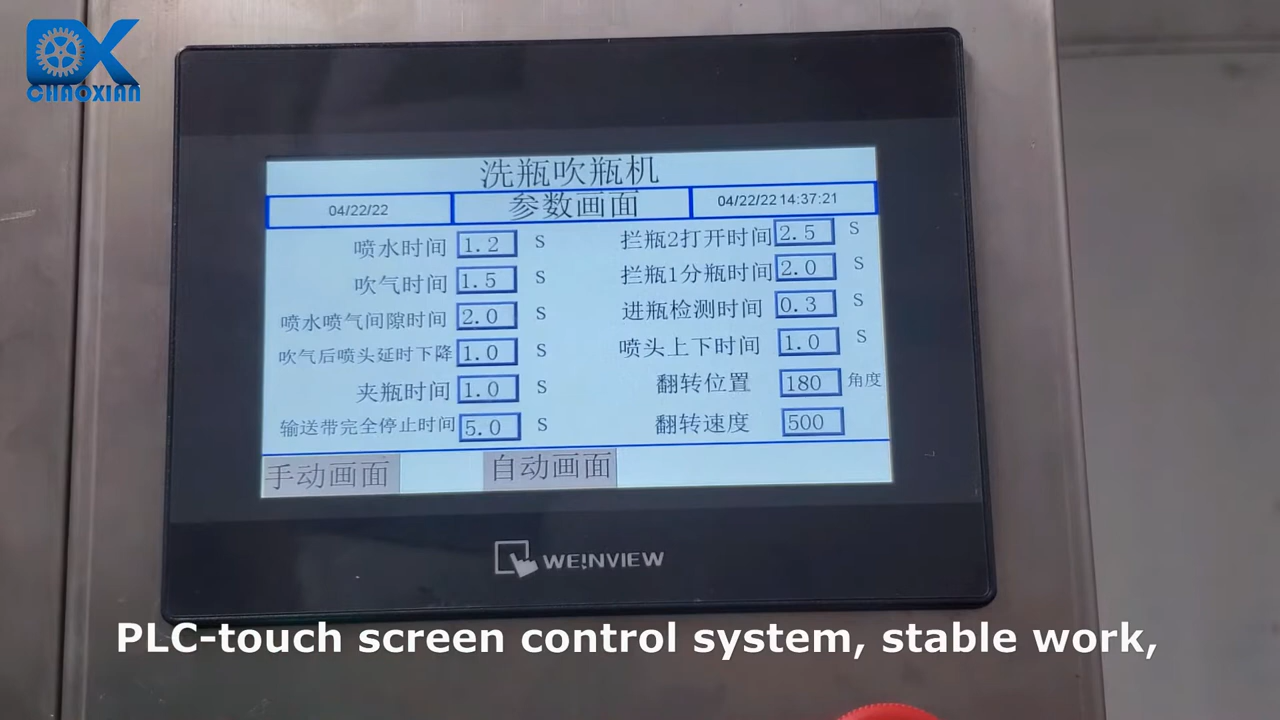 CHAOXIAN
洗瓶吹瓶机
04/22/22 参数画面 04/22/22 14:37:21
喷水时间 1.2 S 拦瓶2打开时间 2.5 S
吹气时间 1.5 S 拦瓶1分瓶时间 2.0 S
喷水喷气间隙时间 2.0 S 进瓶检测时间 0.3 S
吹气后喷头延时下降 1.0 S 喷头上下时间 1.0 S
夹瓶时间 1.0 S 翻转位置 180 角度
输送带完全停止时间 5.0 S 翻转速度 500
手动画面 自动画面
WEINVIEW
PLC-touch screen control system, stable work,